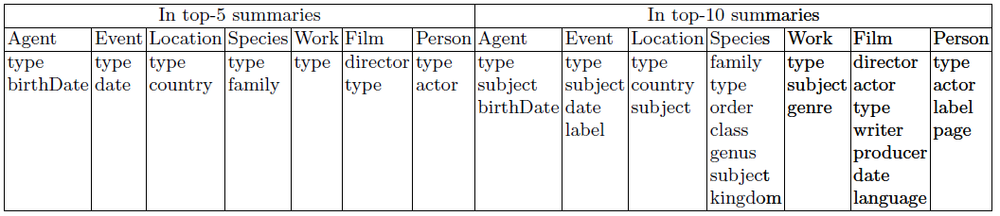 In top-5 summaries In top-10 summaries
Agent Event Location Species Work Film Person Agent Event Location Species Work Film Person
type type type type type director type type type type family type director type
birthDate date country family type actor subject subject country type subject actor actor
birthDate date subject order genre type label
label class writer page
genus producer
subject date
kingdom language